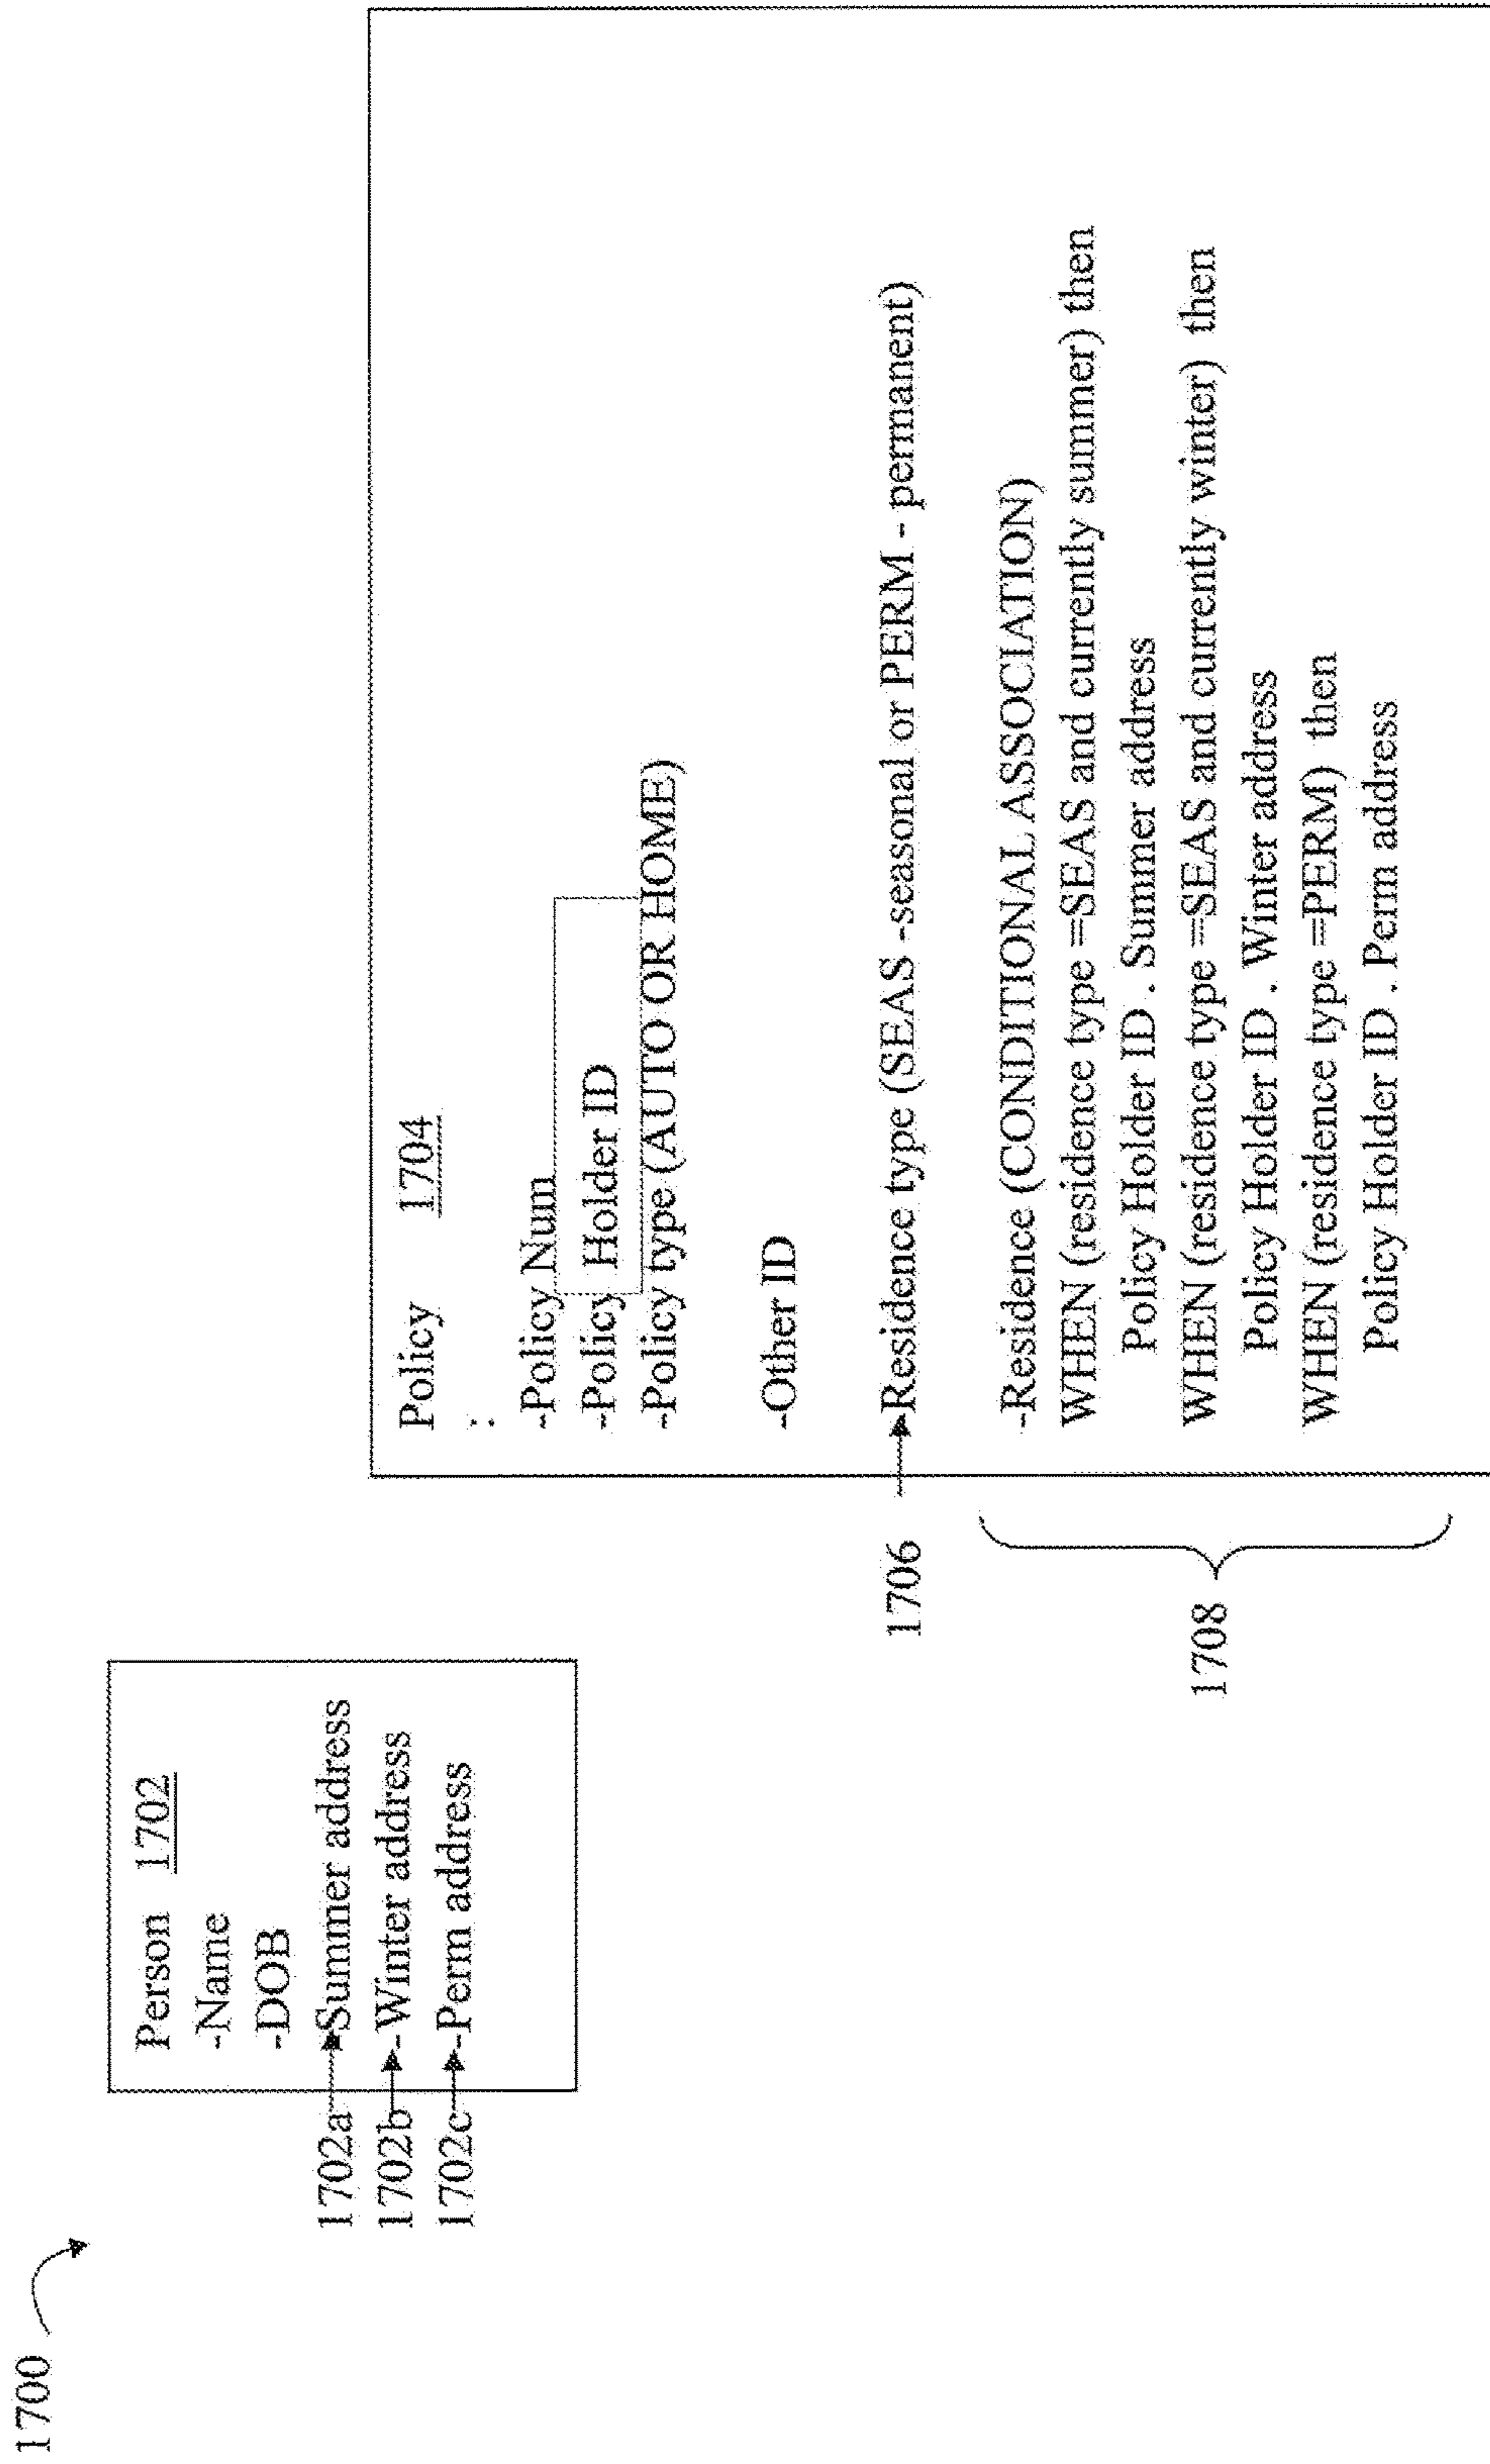 1700
Person 1702
-Name
-DOB
1702a -Summer address
1702b -Winter address
1702c -Perm address
Policy 1704
:
-Policy Num
-Policy Holder ID
-Policy type (AUTO OR HOME)
-Other ID
1706 -Residence type (SEAS -seasonal or PERM - permanent)
1708
-Residence (CONDITIONAL ASSOCIATION)
WHEN (residence type =SEAS and currently summer) then
Policy Holder ID . Summer address
WHEN (residence type =SEAS and currently winter) then
Policy Holder ID . Winter address
WHEN (residence type =PERM) then
Policy Holder ID . Perm address